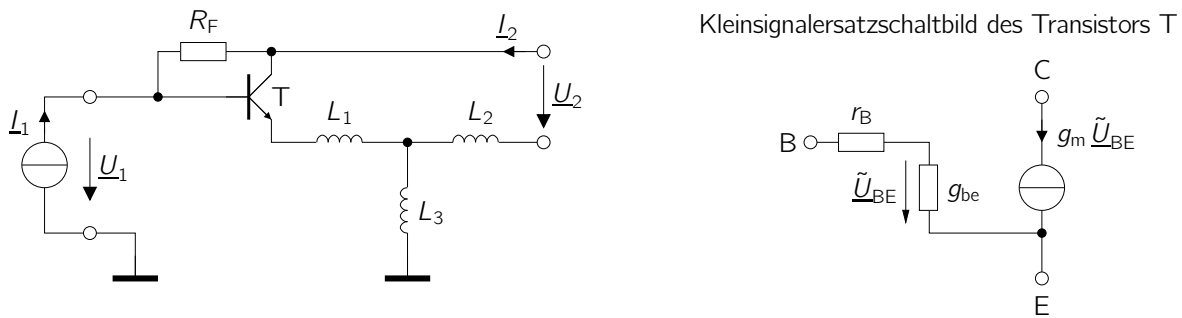 Kleinsignalersatzschaltbild des Transistors T
R_F
I_2
T
L_1
L_2
U_2
I_1
U_1
L_3
C
r_B
g_m Ũ_BE
B
Ũ_BE
g_be
E